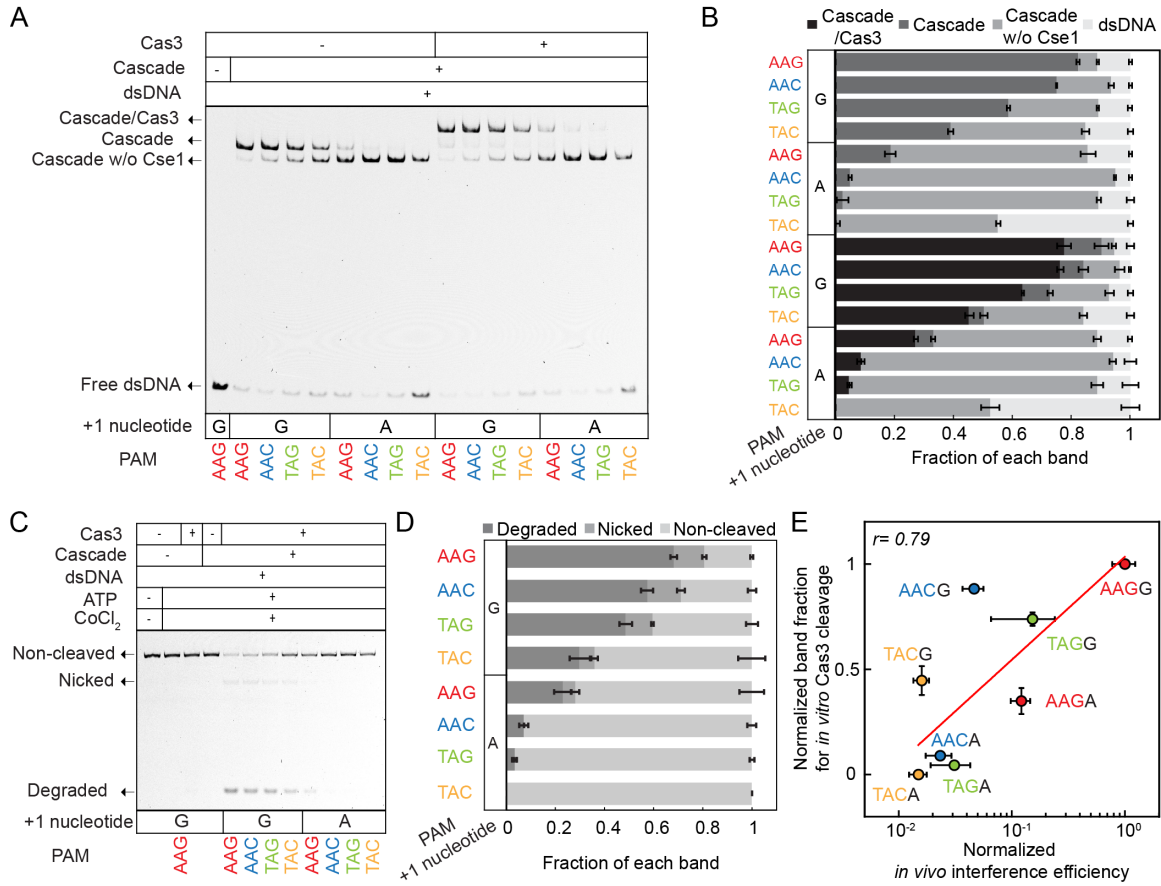 A
Cas3 - +
Cascade - +
dsDNA +
Cascade/Cas3
Cascade
Cascade w/o Cse1
Free dsDNA
+1 nucleotide G G A G A
PAM AAG AAG AAC TAG TAC AAG AAC TAG TAC AAG AAC TAG TAC AAG AAC TAG TAC
B
Cascade /Cas3 Cascade Cascade w/o Cse1 dsDNA
AAG
AAC
TAG
TAC
G
AAG
AAC
TAG
TAC
A
AAG
AAC
TAG
TAC
G
AAG
AAC
TAG
TAC
A
0 0.2 0.4 0.6 0.8 1
PAM
+1 nucleotide
Fraction of each band
C
Cas3 - + - +
Cascade - +
dsDNA +
ATP - +
CoCl2 - +
Non-cleaved
Nicked
Degraded
+1 nucleotide G G A
PAM AAG AAG AAC TAG TAC AAG AAC TAG TAC
D
Degraded Nicked Non-cleaved
AAG
AAC
TAG
TAC
G
AAG
AAC
TAG
TAC
A
0 0.2 0.4 0.6 0.8 1
PAM
+1 nucleotide
Fraction of each band
E
r= 0.79
Normalized band fraction
for in vitro Cas3 cleavage
1
0.5
0
AACG
AAGG
TAGG
TACG
AAGA
AACA
TACA
TAGA
10-2 10-1 100
Normalized
in vivo interference efficiency